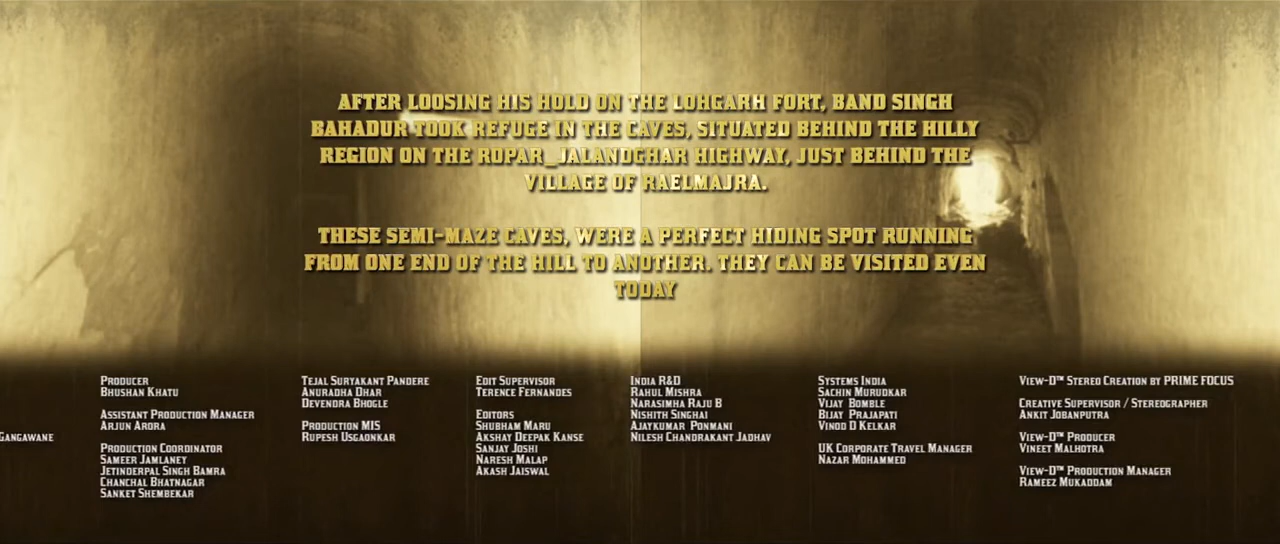 AFTER LOOSING HIS HOLD ON THE LOHGARH FORT, BAND SINGH
BAHADUR TOOK REFUGE IN THE CAVES, SITUATED BEHIND THE HILLY
REGION ON THE ROPAR_JALANDGHAR HIGHWAY, JUST BEHIND THE
VILLAGE OF RAELMAJRA.
THESE SEMI-MAZE CAVES, WERE A PERFECT HIDING SPOT RUNNING
FROM ONE END OF THE HILL TO ANOTHER. THEY CAN BE VISITED EVEN
TODAY
GANGAWANE
PRODUCER
BHUSHAN KHATU
ASSISTANT PRODUCTION MANAGER
ARJUN ARORA
PRODUCTION COORDINATOR
SAMEER JAMLANEY
JETINDERPAL SINGH BAMRA
CHANCHAL BHATNAGAR
SANKET SHEMBEKAR
TEJAL SURYAKANT PANDERE
ANURADHA DHAR
DEVENDRA BHOGLE
PRODUCTION MIS
RUPESH USGAONKAR
EDIT SUPERVISOR
TERENCE FERNANDES
EDITORS
SHUBHAM MARU
AKSHAY DEEPAK KANSE
SANJAY JOSHI
NARESH MALAP
AKASH JAISWAL
INDIA R&D
RAHUL MISHRA
NARASIMHA RAJU B
NISHITH SINGHAI
AJAYKUMAR PONMANI
NILESH CHANDRAKANT JADHAV
SYSTEMS INDIA
SACHIN MURUDKAR
VIJAY BOMBLE
BIJAY PRAJAPATI
VINOD D KELKAR
UK CORPORATE TRAVEL MANAGER
NAZAR MOHAMMED
VIEW-D™ STEREO CREATION BY PRIME FOCUS
CREATIVE SUPERVISOR / STEREOGRAPHER
ANKIT JOBANPUTRA
VIEW-D™ PRODUCER
VINEET MALHOTRA
VIEW-D™ PRODUCTION MANAGER
RAMEEZ MUKADDAM